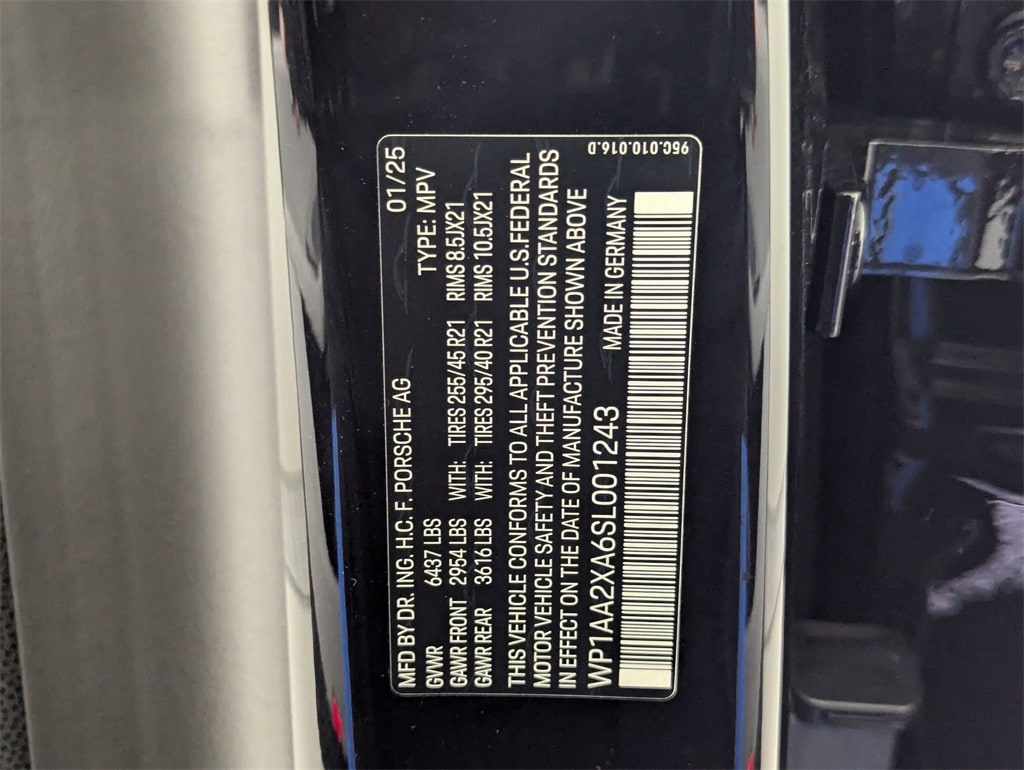 MFD BY DR. ING. H.C. F. PORSCHE AG 01/25
GWR 6437 LBS TYPE: MPV
GAWR FRONT 2954 LBS WITH: TIRES 255/45 R21 RIMS 8.5JX21
GAWR REAR 3616 LBS WITH: TIRES 295/40 R21 RIMS 10.5JX21
THIS VEHICLE CONFORMS TO ALL APPLICABLE U.S.FEDERAL
MOTOR VEHICLE SAFETY AND THEFT PREVENTION STANDARDS
IN EFFECT ON THE DATE OF MANUFACTURE SHOWN ABOVE
WP1AA2XA6SL001243 MADE IN GERMANY
95C.010.016.D